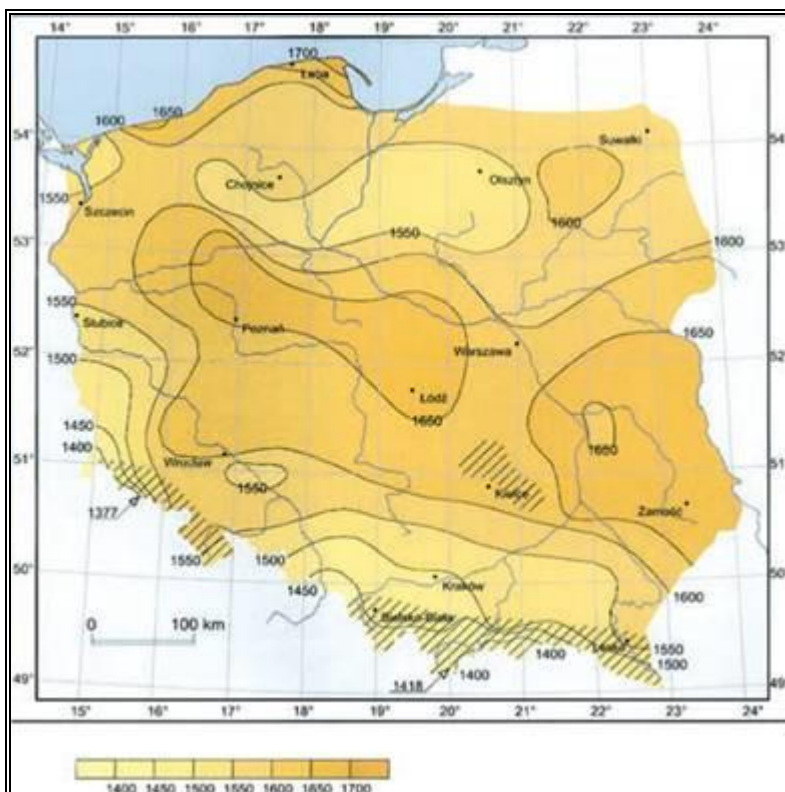 14° 15° 16° 17° 18° 19° 20° 21° 22° 23° 24°
1700
Łeba
1650
1600
54°
Suwałki
Chojnice
Olsztyn
1550
Szczecin
1600
1550
53°
1600
1550
Słubice
1650
Poznań
Warszawa
52°
1500
Łódź
1650
1450
1400
1650
51°
Wrocław
1550
Kielce
Zamość
1377
1550
1500
50°
1450
Kraków
1600
0 100 km
Bielsko-Biała
1550
1400
1500
1400
49°
1418
15° 16° 17° 18° 19° 20° 21° 22° 23° 24°
1400 1450 1500 1550 1600 1650 1700